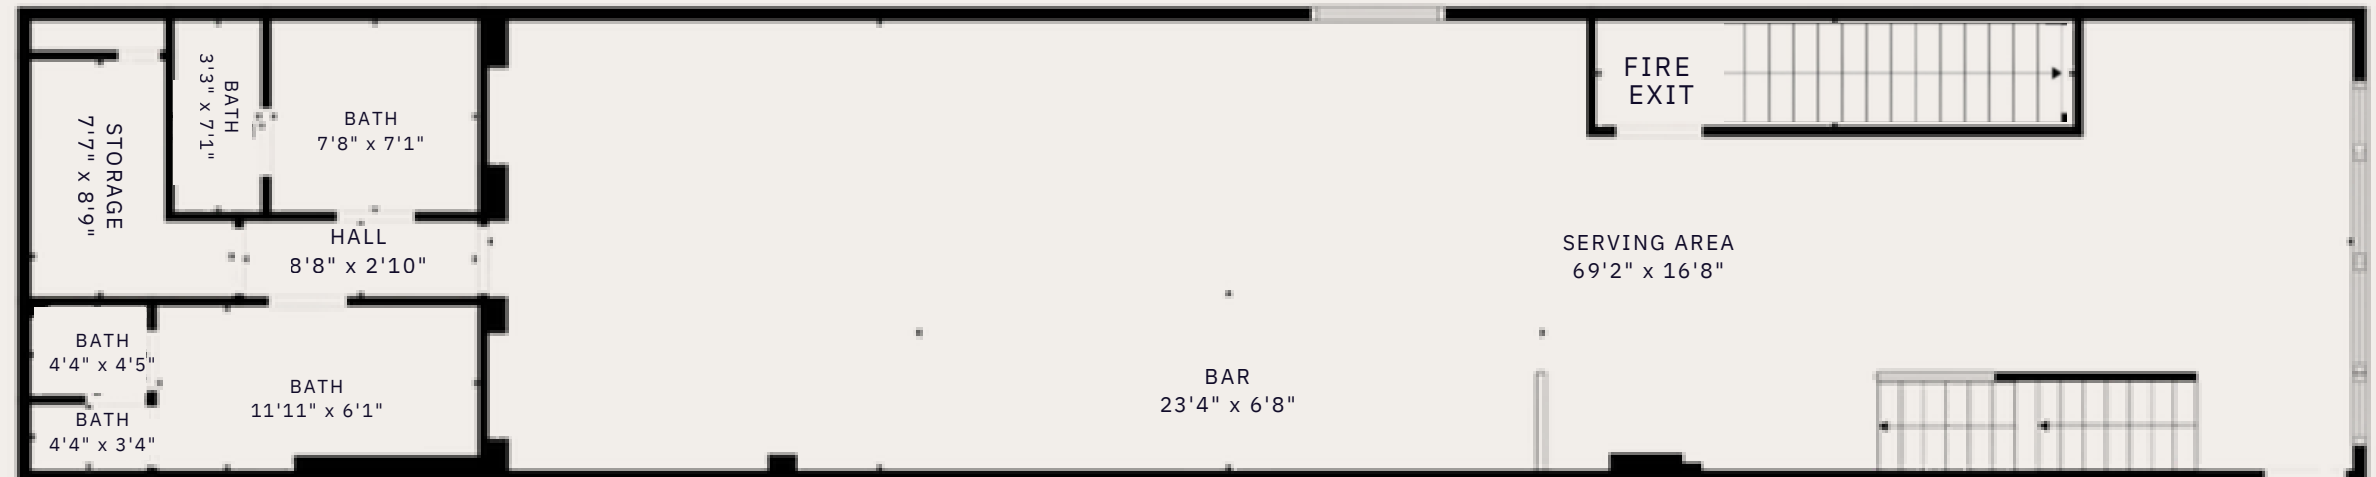 BATH
3'3" x 7'1"
BATH
7'8" x 7'1"
STORAGE
7'7" x 8'9"
HALL
8'8" x 2'10"
BATH
4'4" x 4'5"
BATH
11'11" x 6'1"
BATH
4'4" x 3'4"
FIRE
EXIT
SERVING AREA
69'2" x 16'8"
BAR
23'4" x 6'8"